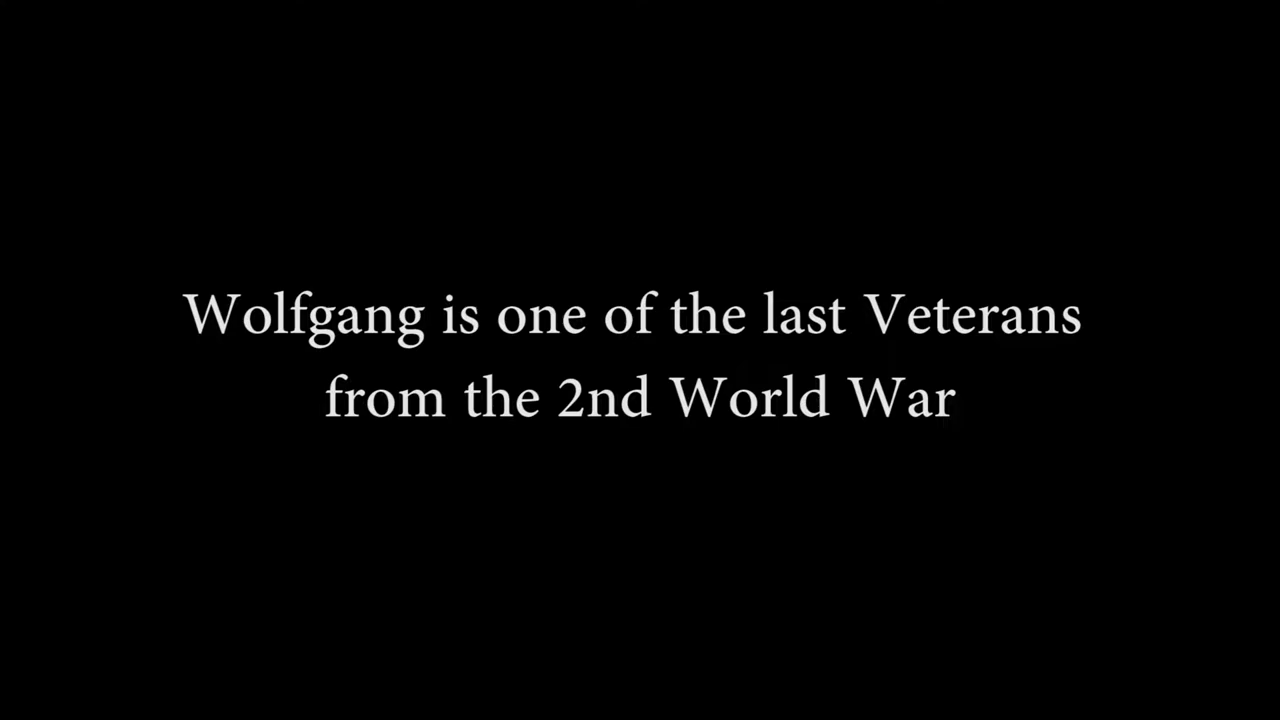 Wolfgang is one of the last Veterans
from the 2nd World War